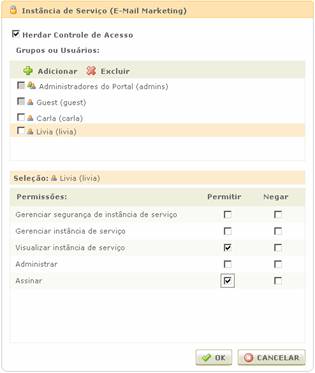 Instância de Serviço (E-Mail Marketing)
Herdar Controle de Acesso
Grupos ou Usuários:
Adicionar Excluir
Administradores do Portal (admins)
Guest (guest)
Carla (carla)
Livia (livia)
Seleção: Livia (livia)
Permissões: Permitir Negar
Gerenciar segurança de instância de serviço
Gerenciar instância de serviço
Visualizar instância de serviço
Administrar
Assinar
OK CANCELAR